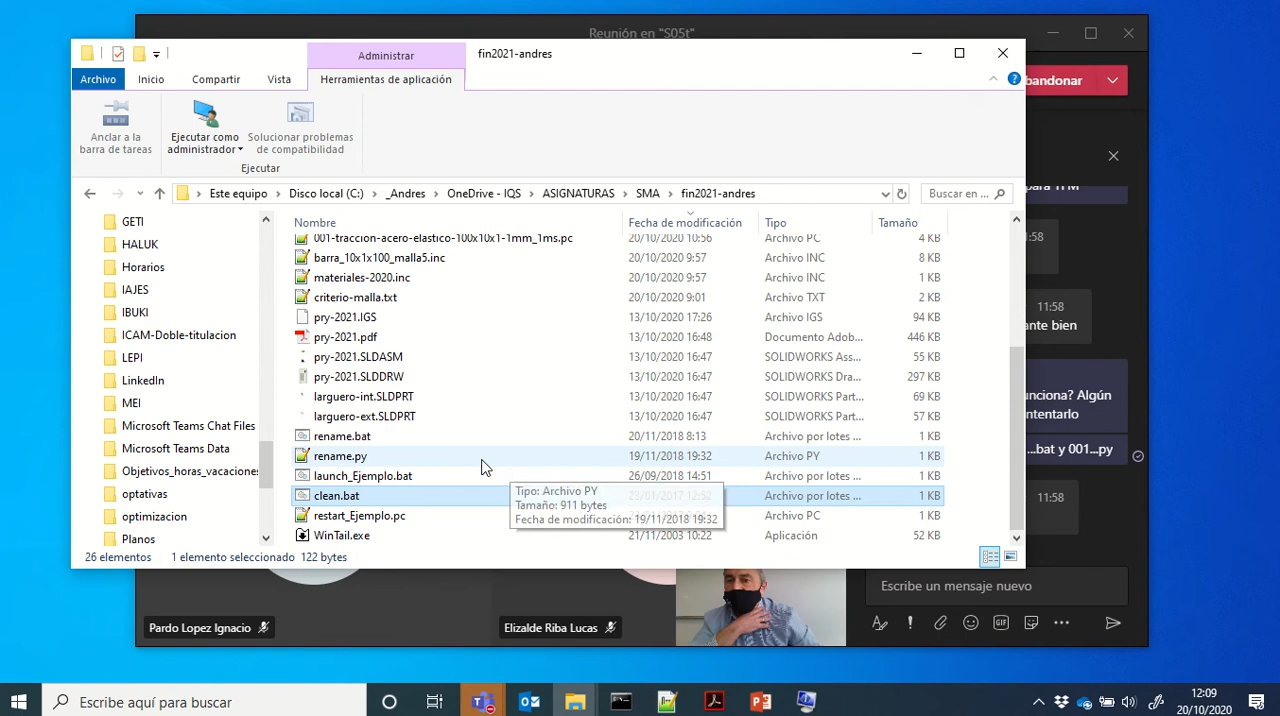 Reunión en "S05t"
Administrar
fin2021-andres
Archivo
Inicio
Compartir
Vista
Herramientas de aplicación
bandonar
Anclar a la
barra de tareas
Ejecutar como
administrador
Solucionar problemas
de compatibilidad
Ejecutar
Este equipo > Disco local (C:) > _Andres > OneDrive - IQS > ASIGNATURAS > SMA > fin2021-andres
Buscar en ...
para TFM
Nombre
Fecha de modificación
Tipo
Tamaño
GETI
HALUK
Horarios
IAJES
IBUKI
ICAM-Doble-titulacion
LEPI
LinkedIn
MEI
Microsoft Teams Chat Files
Microsoft Teams Data
Objetivos_horas_vacaciones
optativas
optimizacion
Planos
001.traccion-acero-elastico-100x10x1-1mm_1ms.pc 20/10/2020 10:56 Archivo PC 4 KB
barra_10x1x100_malla5.inc 20/10/2020 9:57 Archivo INC 8 KB
materiales-2020.inc 20/10/2020 9:57 Archivo INC 1 KB
criterio-malla.txt 20/10/2020 9:01 Archivo TXT 2 KB
pry-2021.IGS 13/10/2020 17:26 Archivo IGS 94 KB
pry-2021.pdf 13/10/2020 16:48 Documento Adob... 446 KB
pry-2021.SLDASM 13/10/2020 16:47 SOLIDWORKS Ass... 55 KB
pry-2021.SLDDRW 13/10/2020 16:47 SOLIDWORKS Dra... 297 KB
larguero-int.SLDPRT 13/10/2020 16:47 SOLIDWORKS Part... 69 KB
larguero-ext.SLDPRT 13/10/2020 16:47 SOLIDWORKS Part... 57 KB
rename.bat 20/11/2018 8:13 Archivo por lotes ... 1 KB
rename.py 19/11/2018 19:32 Archivo PY 1 KB
launch_Ejemplo.bat 26/09/2018 14:51 Archivo por lotes ... 1 KB
clean.bat 23/01/2017 12:52 Archivo por lotes ... 1 KB
restart_Ejemplo.pc Archivo PC 1 KB
WinTail.exe 21/11/2003 10:22 Aplicación 52 KB
Tipo: Archivo PY
Tamaño: 911 bytes
Fecha de modificación: 19/11/2018 19:32
26 elementos
1 elemento seleccionado 122 bytes
:58
11:58
ante bien
unciona? Algún
ntentarlo
...bat y 001...py
11:58
Escribe un mensaje nuevo
GIF
Pardo Lopez Ignacio
Elizalde Riba Lucas
Escribe aquí para buscar
12:09
20/10/2020